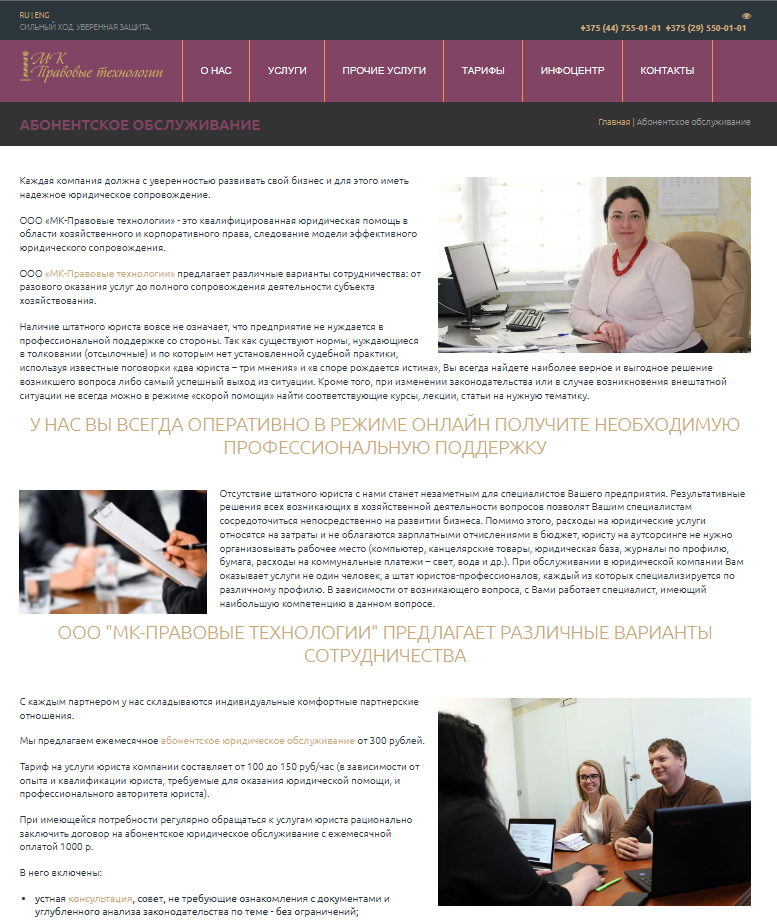 RU | ENG
СИЛЬНЫЙ ХОД. УВЕРЕННАЯ ЗАЩИТА.
+375 (44) 755-01-01 +375 (29) 550-01-01
МК
Правовые технологии
О НАС
УСЛУГИ
ПРОЧИЕ УСЛУГИ
ТАРИФЫ
ИНФОЦЕНТР
КОНТАКТЫ
АБОНЕНТСКОЕ ОБСЛУЖИВАНИЕ
Главная | Абонентское обслуживание
Каждая компания должна с уверенностью развивать свой бизнес и для этого иметь
надежное юридическое сопровождение.
ООО «МК-Правовые технологии» - это квалифицированная юридическая помощь в
области хозяйственного и корпоративного права, следование модели эффективного
юридического сопровождения.
ООО «МК-Правовые технологии» предлагает различные варианты сотрудничества: от
разового оказания услуг до полного сопровождения деятельности субъекта
хозяйствования.
Наличие штатного юриста вовсе не означает, что предприятие не нуждается в
профессиональной поддержке со стороны. Так как существуют нормы, нуждающиеся
в толковании (отсылочные) и по которым нет установленной судебной практики,
используя известные поговорки «два юриста – три мнения» и «в споре рождается истина», Вы всегда найдете наиболее верное и выгодное решение
возникшего вопроса либо самый успешный выход из ситуации. Кроме того, при изменении законодательства или в случае возникновения внештатной
ситуации не всегда можно в режиме «скорой помощи» найти соответствующие курсы, лекции, статьи на нужную тематику.
У НАС ВЫ ВСЕГДА ОПЕРАТИВНО В РЕЖИМЕ ОНЛАЙН ПОЛУЧИТЕ НЕОБХОДИМУЮ
ПРОФЕССИОНАЛЬНУЮ ПОДДЕРЖКУ
Отсутствие штатного юриста с нами станет незаметным для специалистов Вашего предприятия. Результативные
решения всех возникающих в хозяйственной деятельности вопросов позволят Вашим специалистам
сосредоточиться непосредственно на развитии бизнеса. Помимо этого, расходы на юридические услуги
относятся на затраты и не облагаются зарплатными отчислениями в бюджет, юристу на аутсорсинге не нужно
организовывать рабочее место (компьютер, канцелярские товары, юридическая база, журналы по профилю,
бумага, расходы на коммунальные платежи – свет, вода и др.). При обслуживании в юридической компании Вам
оказывает услуги не один человек, а штат юристов-профессионалов, каждый из которых специализируется по
различному профилю. В зависимости от возникающего вопроса, с Вами работает специалист, имеющий
наибольшую компетенцию в данном вопросе.
ООО "МК-ПРАВОВЫЕ ТЕХНОЛОГИИ" ПРЕДЛАГАЕТ РАЗЛИЧНЫЕ ВАРИАНТЫ
СОТРУДНИЧЕСТВА
С каждым партнером у нас складываются индивидуальные комфортные партнерские
отношения.
Мы предлагаем ежемесячное абонентское юридическое обслуживание от 300 рублей.
Тариф на услуги юриста компании составляет от 100 до 150 руб/час (в зависимости от
опыта и квалификации юриста, требуемые для оказания юридической помощи, и
профессионального авторитета юриста).
При имеющейся потребности регулярно обращаться к услугам юриста рационально
заключить договор на абонентское юридическое обслуживание с ежемесячной
оплатой 1000 р.
В него включены:
• устная консультация, совет, не требующие ознакомления с документами и
углубленного анализа законодательства по теме - без ограничений;